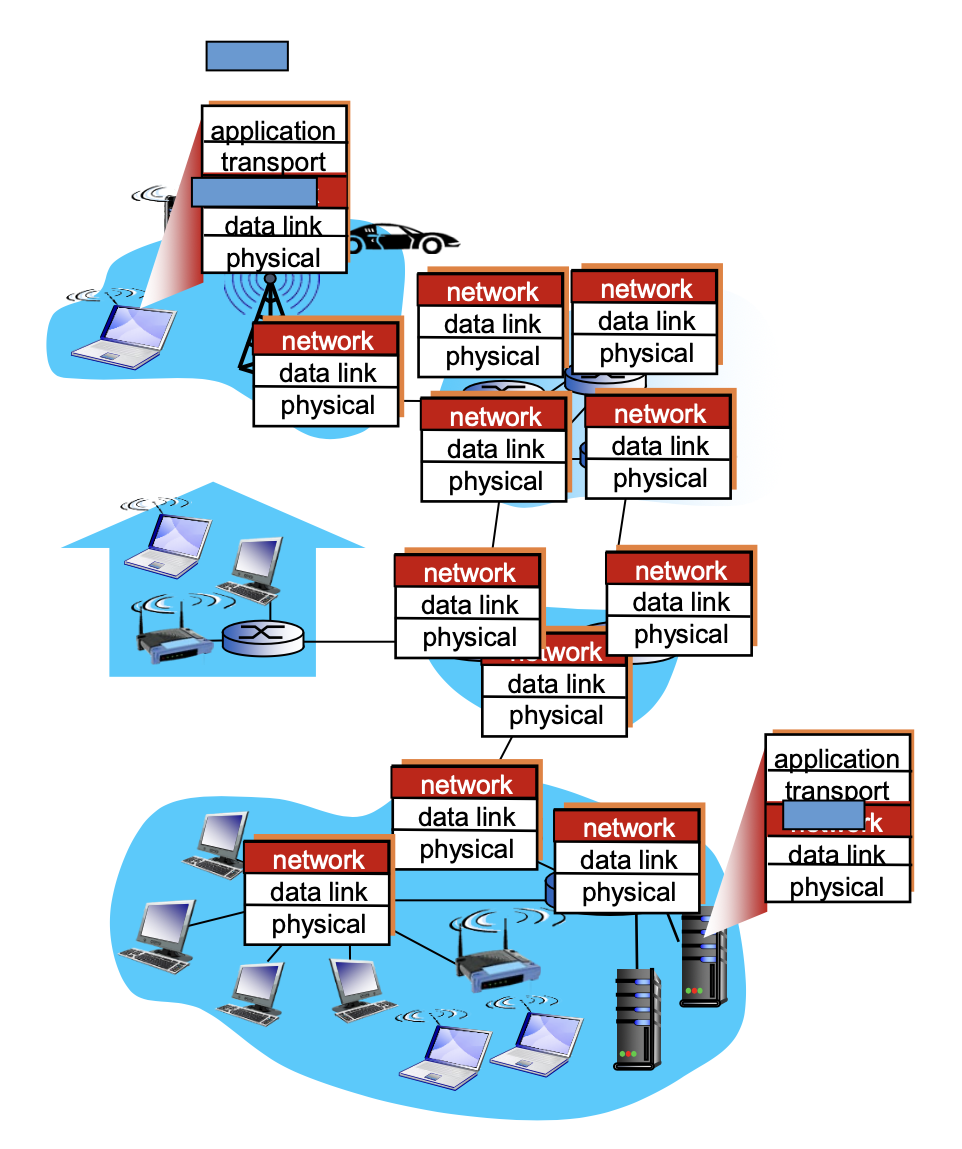 application
transport
data link
physical
network
data link
physical
network
data link
physical
network
data link
physical
network
data link
physical
network
data link
physical
network
data link
physical
network
data link
physical
network
data link
physical
network
data link
physical
network
data link
physical
network
data link
physical
application
transport
network
data link
physical